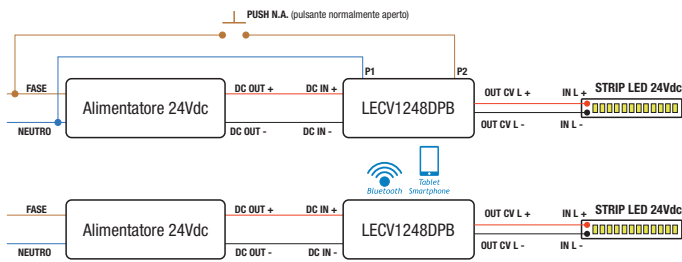 PUSH N.A. (pulsante normalmente aperto)
P1
P2
FASE
NEUTRO
Alimentatore 24Vdc
DC OUT +
DC IN +
DC OUT -
DC IN -
LECV1248DPB
OUT CV L +
IN L +
STRIP LED 24Vdc
OUT CV L -
IN L -
Bluetooth
Tablet
Smartphone
FASE
NEUTRO
Alimentatore 24Vdc
DC OUT +
DC IN +
DC OUT -
DC IN -
LECV1248DPB
OUT CV L +
IN L +
STRIP LED 24Vdc
OUT CV L -
IN L -